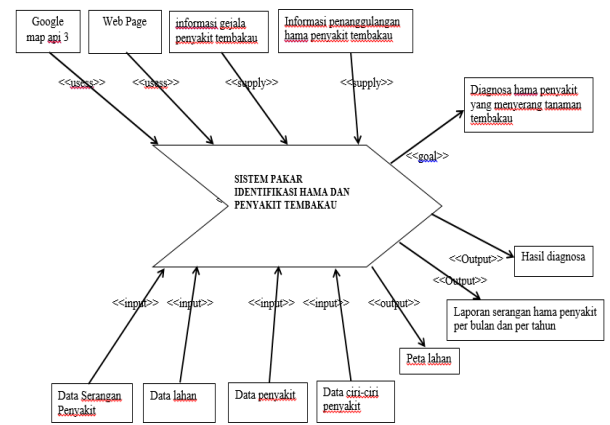 Google
map api 3
Web Page
informasi gejala
penyakit tembakau
Informasi penanggulangan
hama penyakit tembakau
<<usess>>
<<usess>>
<<supply>>
<<supply>>
Diagnosa hama penyakit
yang menyerang tanaman
tembakau
<<goal>>
SISTEM PAKAR
IDENTIFIKASI HAMA DAN
PENYAKIT TEMBAKAU
<<Output>>
Hasil diagnosa
<<Output>>
Laporan serangan hama penyakit
per bulan dan per tahun
<<input>>
<<input>>
<<input>>
<<input>>
<<output>>
Peta lahan
Data Serangan
Penyakit
Data lahan
Data penyakit
Data ciri-ciri
penyakit